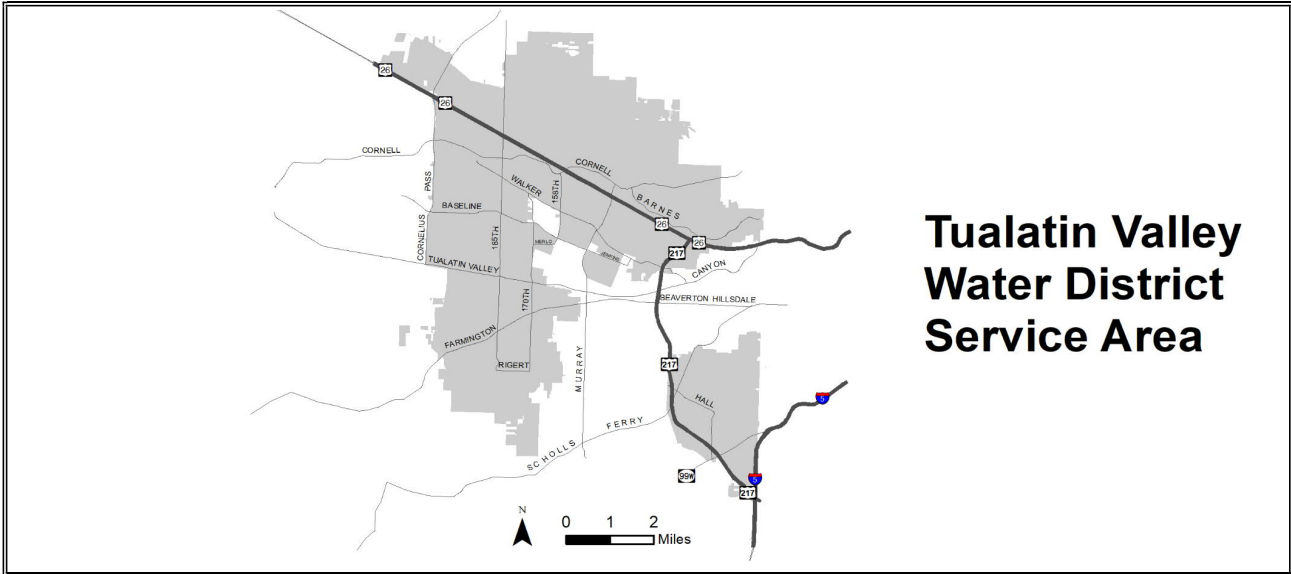 26
26
CORNELL
CORNELL
PASS
WALKER
158TH
BARNES
BASELINE
CORNELIUS
185TH
MERLO
JENKINS
26
26
217
CANYON
TUALATIN VALLEY
170TH
BEAVERTON HILLSDALE
FARMINGTON
RIGERT
MURRAY
217
HALL
5
SCHOLLS FERRY
99W
5
217
N
0 1 2
Miles
Tualatin Valley
Water District
Service Area